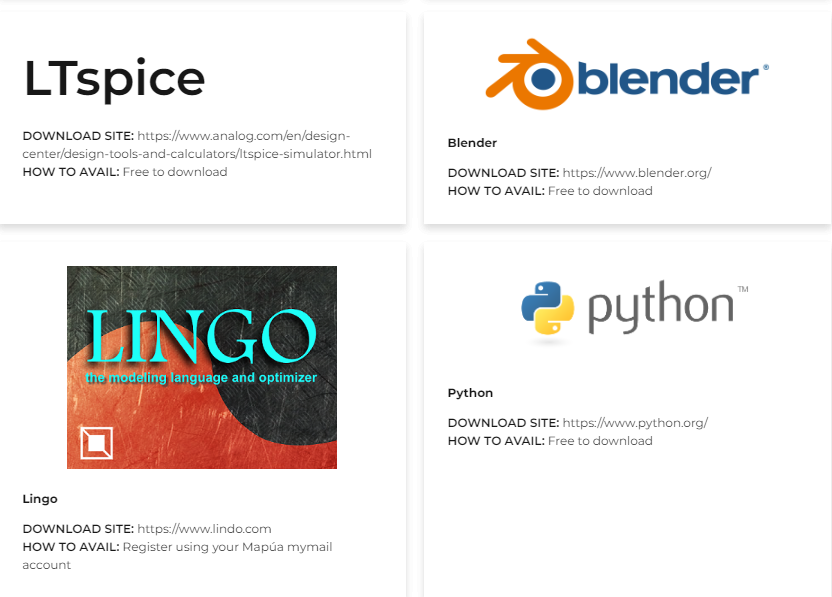 LTspice
DOWNLOAD SITE: https://www.analog.com/en/design-
center/design-tools-and-calculators/ltspice-simulator.html
HOW TO AVAIL: Free to download
blender®
Blender
DOWNLOAD SITE: https://www.blender.org/
HOW TO AVAIL: Free to download
LINGO
the modeling language and optimizer
Lingo
DOWNLOAD SITE: https://www.lindo.com
HOW TO AVAIL: Register using your Mapúa mymail
account
python™
Python
DOWNLOAD SITE: https://www.python.org/
HOW TO AVAIL: Free to download